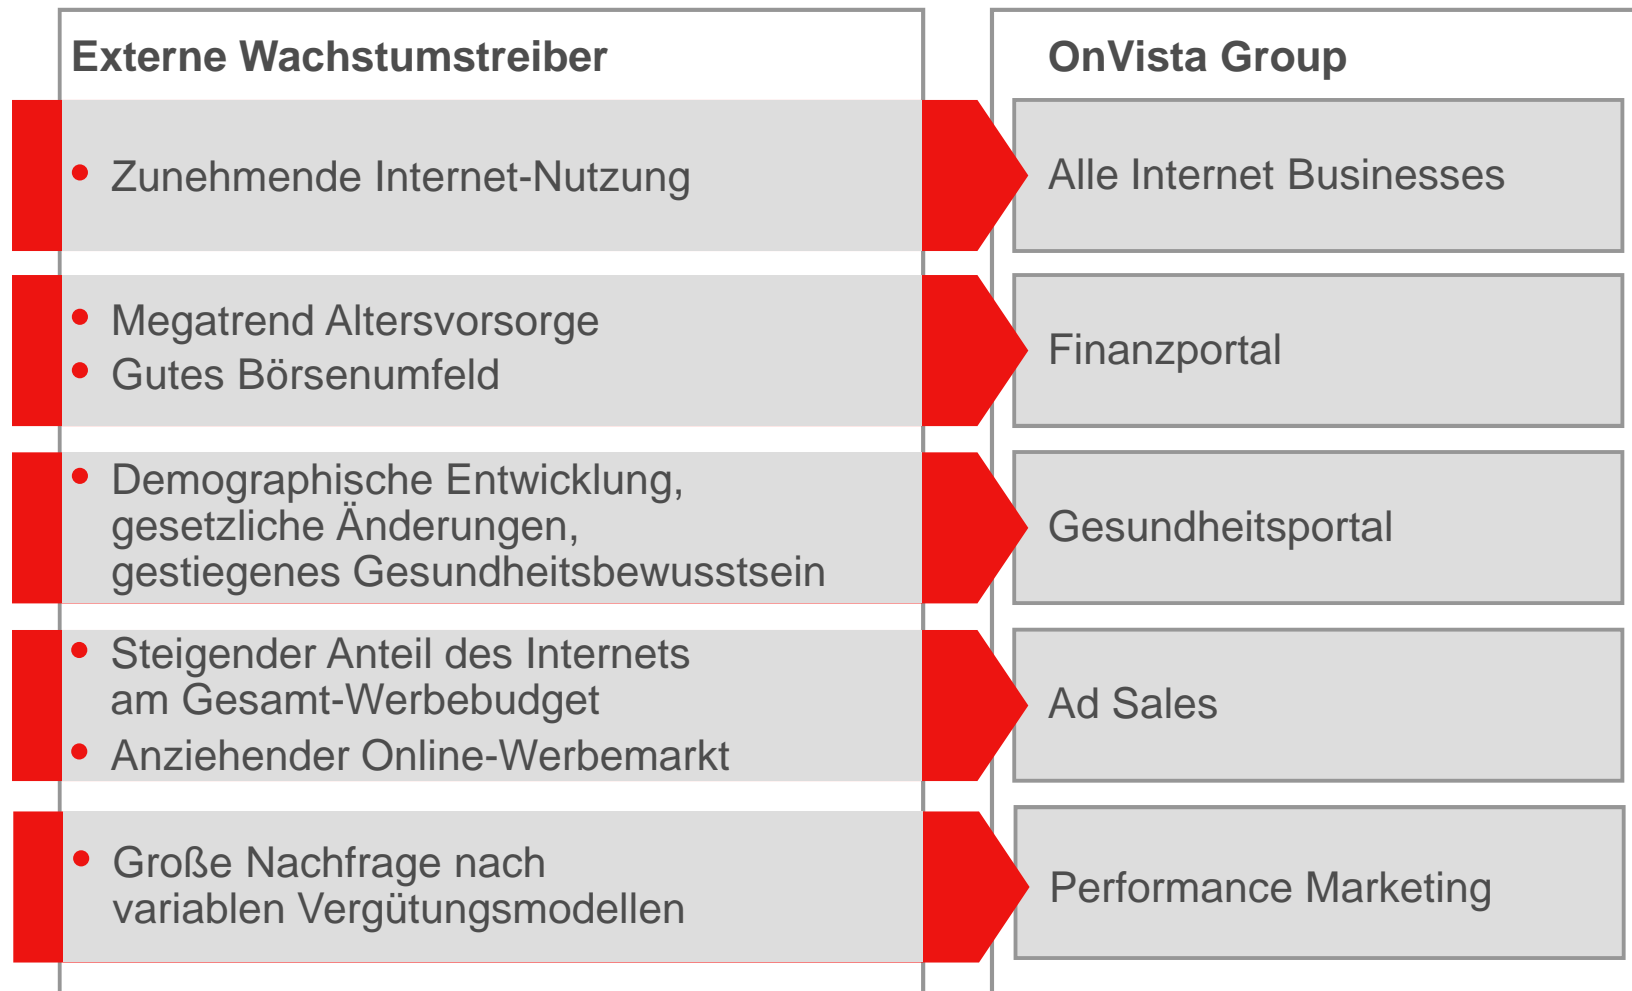 Externe Wachstumstreiber
OnVista Group
• Zunehmende Internet-Nutzung
Alle Internet Businesses
• Megatrend Altersvorsorge
• Gutes Börsenumfeld
Finanzportal
• Demographische Entwicklung,
gesetzliche Änderungen,
gestiegenes Gesundheitsbewusstsein
Gesundheitsportal
• Steigender Anteil des Internets
am Gesamt-Werbebudget
• Anziehender Online-Werbemarkt
Ad Sales
• Große Nachfrage nach
variablen Vergütungsmodellen
Performance Marketing